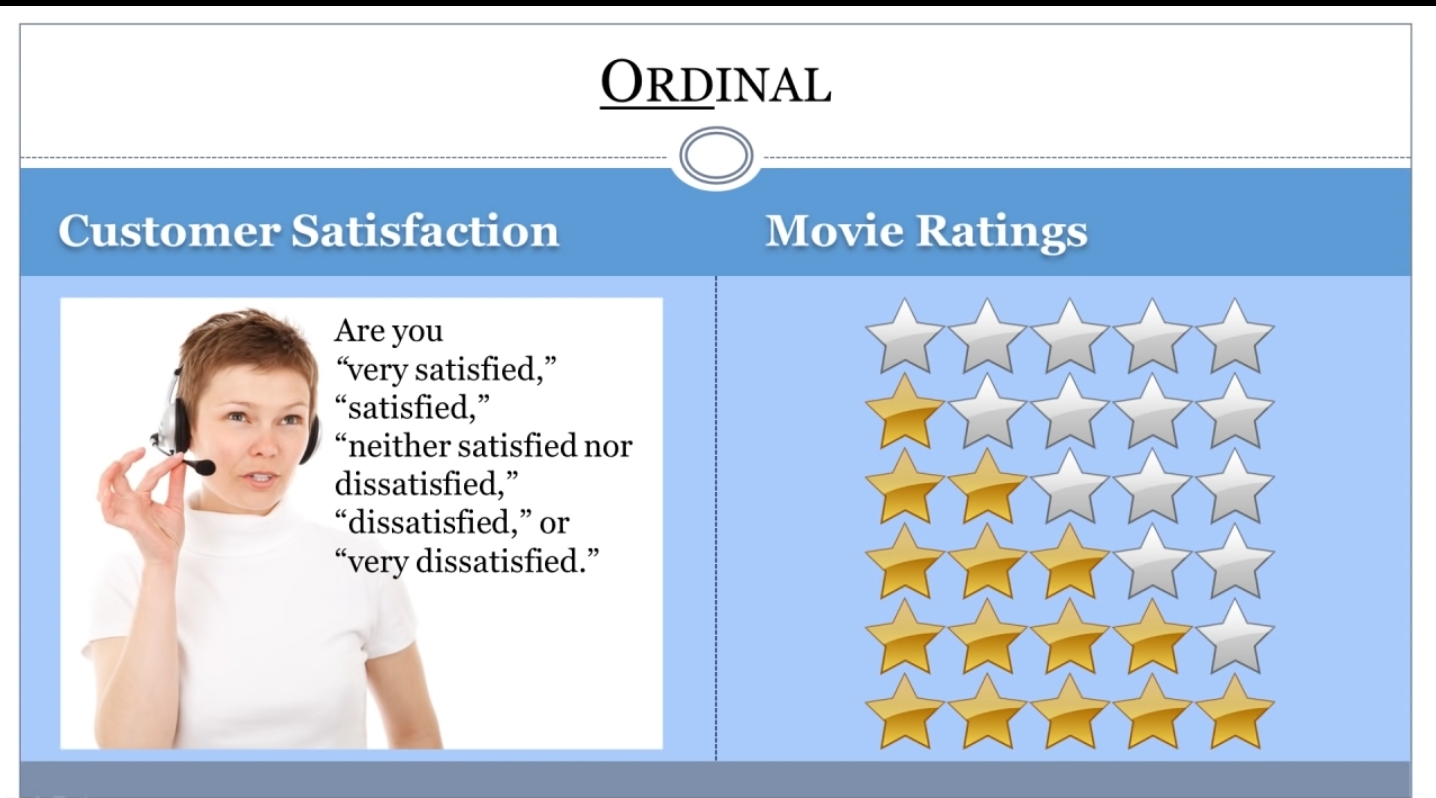 ORDINAL
Customer Satisfaction
Movie Ratings
Are you
“very satisfied,”
“satisfied,”
“neither satisfied nor
dissatisfied,”
“dissatisfied,” or
“very dissatisfied.”